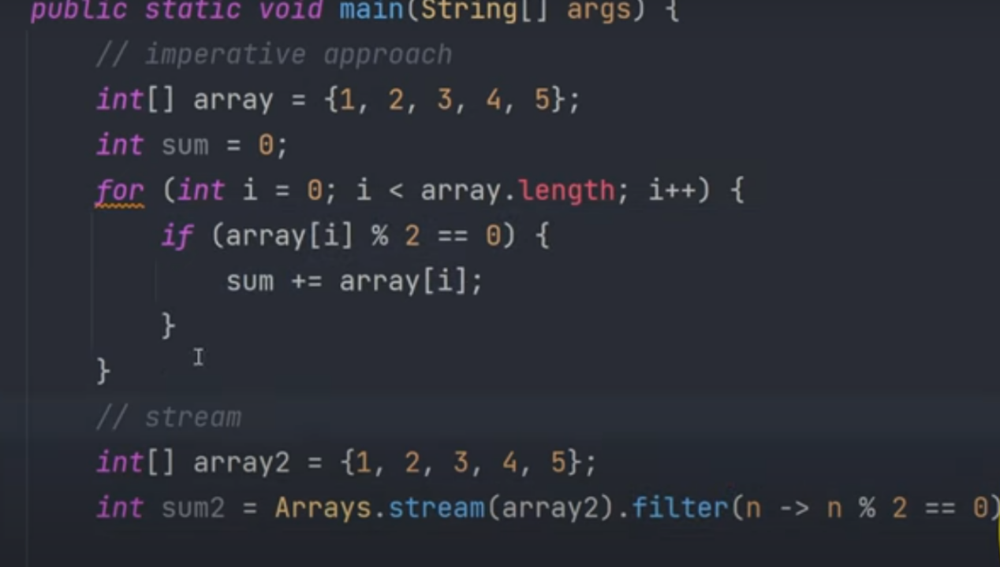 public static void main(String[] args) {
// imperative approach
int[] array = {1, 2, 3, 4, 5};
int sum = 0;
for (int i = 0; i < array.length; i++) {
if (array[i] % 2 == 0) {
sum += array[i];
}
}
// stream
int[] array2 = {1, 2, 3, 4, 5};
int sum2 = Arrays.stream(array2).filter(n -> n % 2 == 0)